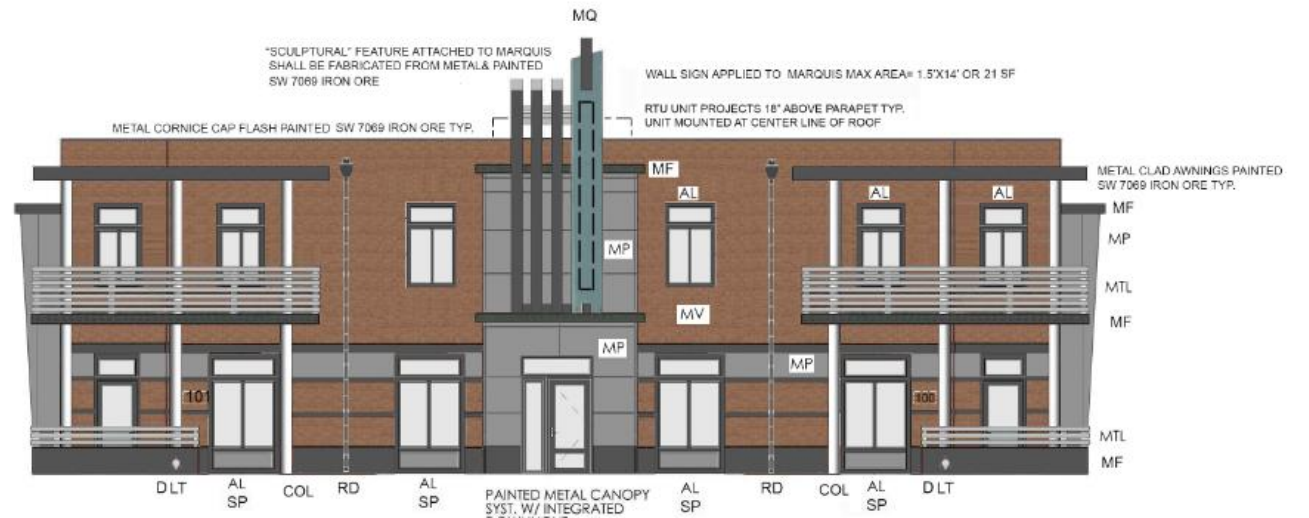 MQ
"SCULPTURAL" FEATURE ATTACHED TO MARQUIS
SHALL BE FABRICATED FROM METAL& PAINTED
SW 7069 IRON ORE
WALL SIGN APPLIED TO MARQUIS MAX AREA= 1.5'X14' OR 21 SF
RTU UNIT PROJECTS 18" ABOVE PARAPET TYP.
UNIT MOUNTED AT CENTER LINE OF ROOF
METAL CORNICE CAP FLASH PAINTED SW 7069 IRON ORE TYP.
METAL CLAD AWNINGS PAINTED
SW 7069 IRON ORE TYP.
MF
AL
AL
AL
MF
MP
MP
MTL
MV
MF
MP
MP
101
100
MTL
MF
D LT
AL
SP
COL
RD
AL
SP
PAINTED METAL CANOPY
SYST. W/ INTEGRATED
AL
SP
RD
COL
AL
SP
D LT